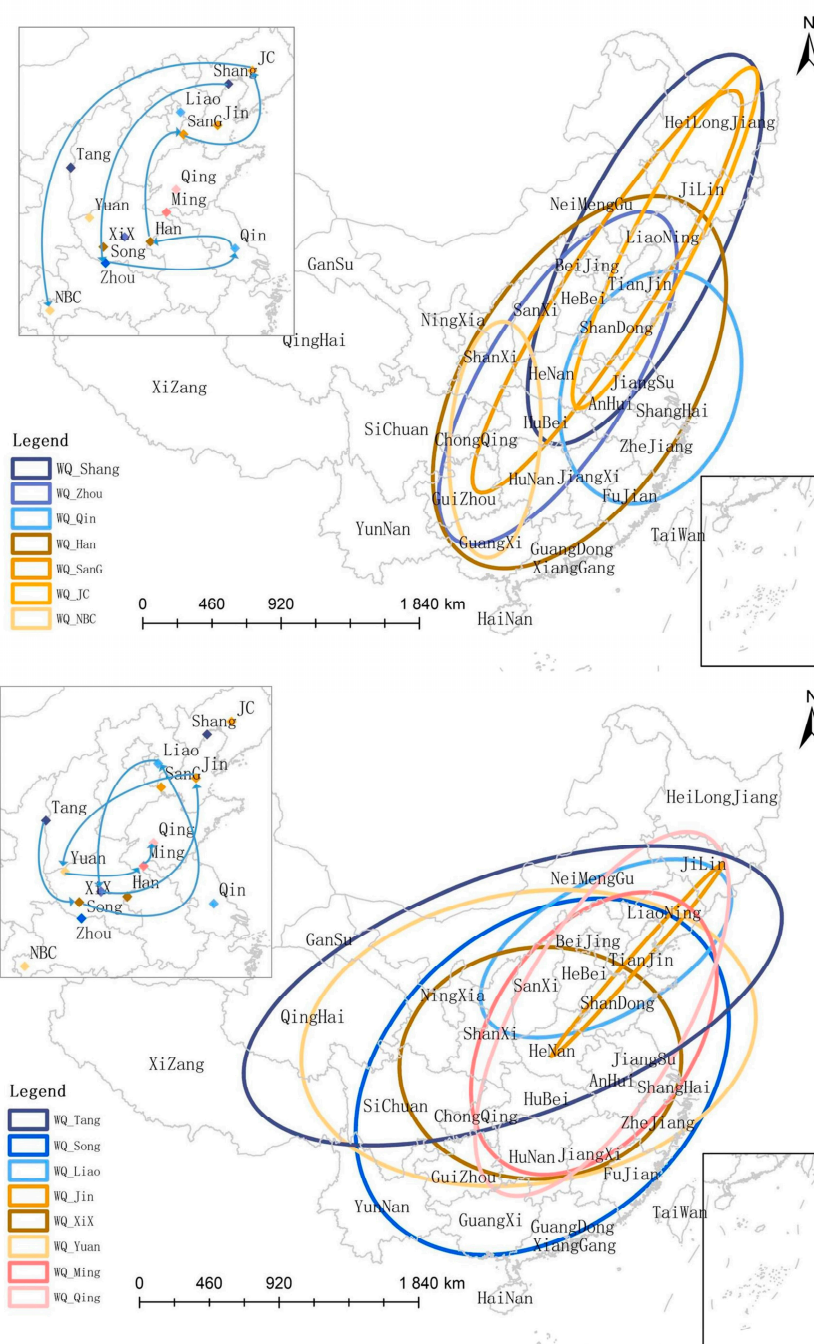 N
JC
Shang
Liao
SanG
Jin
Tang
Qing
Yuan
Ming
XiX
Han
Song
Qin
Zhou
NBC
HeiLongJiang
JiLin
NeiMengGu
LiaoNing
GanSu
BeiJing
TianJin
HeBei
NingXia
SanXi
ShanDong
QingHai
ShanXi
XiZang
HeNan
JiangSu
AnHui
ShangHai
SiChuan
HuBei
ChongQing
ZheJiang
HuNan
JiangXi
GuiZhou
FuJian
YunNan
TaiWan
GuangXi
GuangDong
XiangGang
HaiNan
Legend
WQ_Shang
WQ_Zhou
WQ_Qin
WQ_Han
WQ_SanG
WQ_JC
WQ_NBC
0 460 920 1 840 km
N
JC
Shang
Liao
SanG
Jin
Tang
Qing
Yuan
Ming
XiX
Han
Song
Qin
Zhou
NBC
HeiLongJiang
JiLin
NeiMengGu
LiaoNing
GanSu
BeiJing
TianJin
HeBei
SanXi
NingXia
ShanDong
QingHai
ShanXi
HeNan
XiZang
JiangSu
AnHui
ShangHai
HuBei
SiChuan
ChongQing
ZheJiang
HuNan
JiangXi
GuiZhou
FuJian
YunNan
TaiWan
GuangXi
GuangDong
XiangGang
HaiNan
Legend
WQ_Tang
WQ_Song
WQ_Liao
WQ_Jin
WQ_XiX
WQ_Yuan
WQ_Ming
WQ_Qing
0 460 920 1 840 km